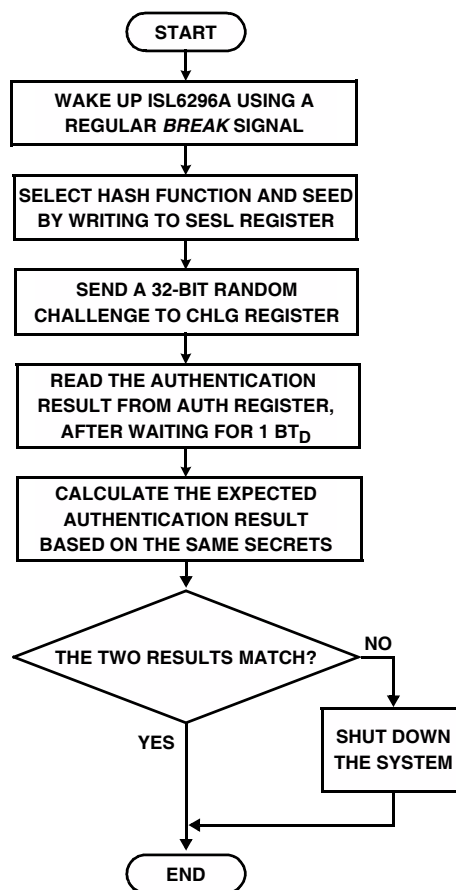 START
WAKE UP ISL6296A USING A
REGULAR BREAK SIGNAL
SELECT HASH FUNCTION AND SEED
BY WRITING TO SESL REGISTER
SEND A 32-BIT RANDOM
CHALLENGE TO CHLG REGISTER
READ THE AUTHENTICATION
RESULT FROM AUTH REGISTER,
AFTER WAITING FOR 1 BTD
CALCULATE THE EXPECTED
AUTHENTICATION RESULT
BASED ON THE SAME SECRETS
THE TWO RESULTS MATCH?
NO
YES
SHUT DOWN
THE SYSTEM
END